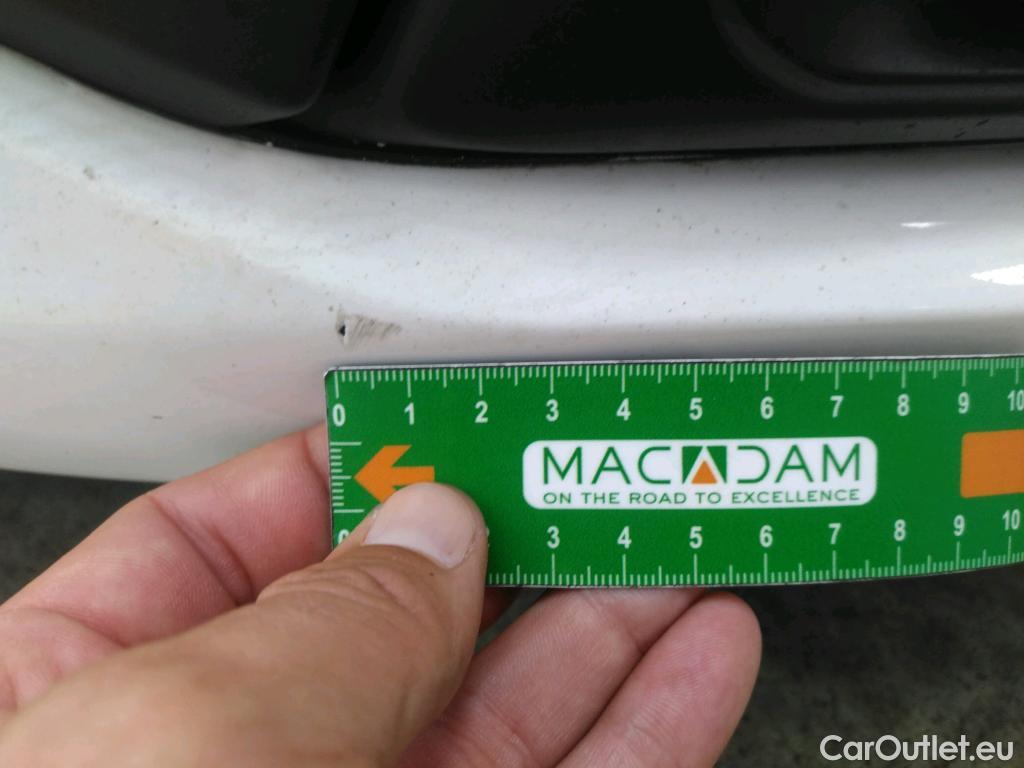 0 1 2 3 4 5 6 7 8 9 10
MACADAM
ON THE ROAD TO EXCELLENCE
3 4 5 6 7 8 9 10
CarOutlet.eu